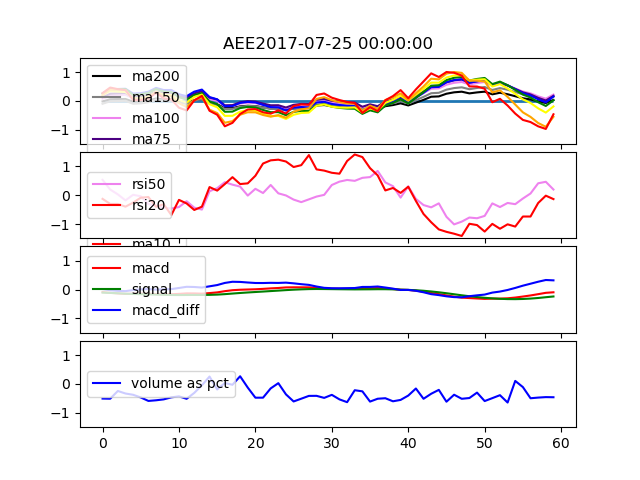 AEE2017-07-25 00:00:00
1
0
−1
ma200
ma150
ma100
ma75
ma10
1
0
−1
rsi50
rsi20
1
0
−1
macd
signal
macd_diff
1
0
−1
volume as pct
0 10 20 30 40 50 60